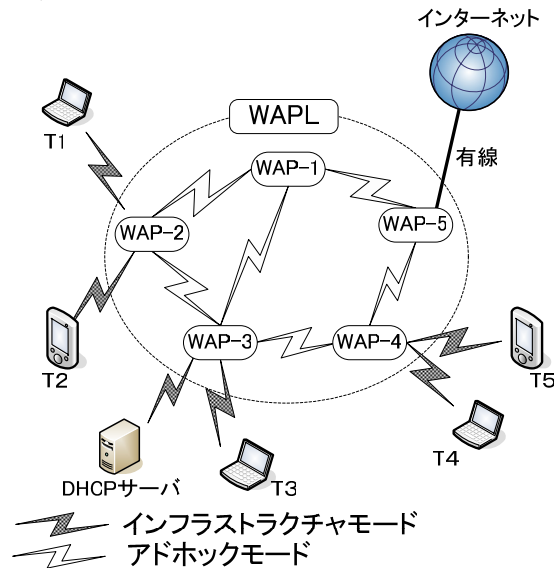 インターネット
WAPL
T1
有線
WAP-1
WAP-2
WAP-5
WAP-3
WAP-4
T2
T5
T4
DHCPサーバ
T3
インフラストラクチャモード
アドホックモード